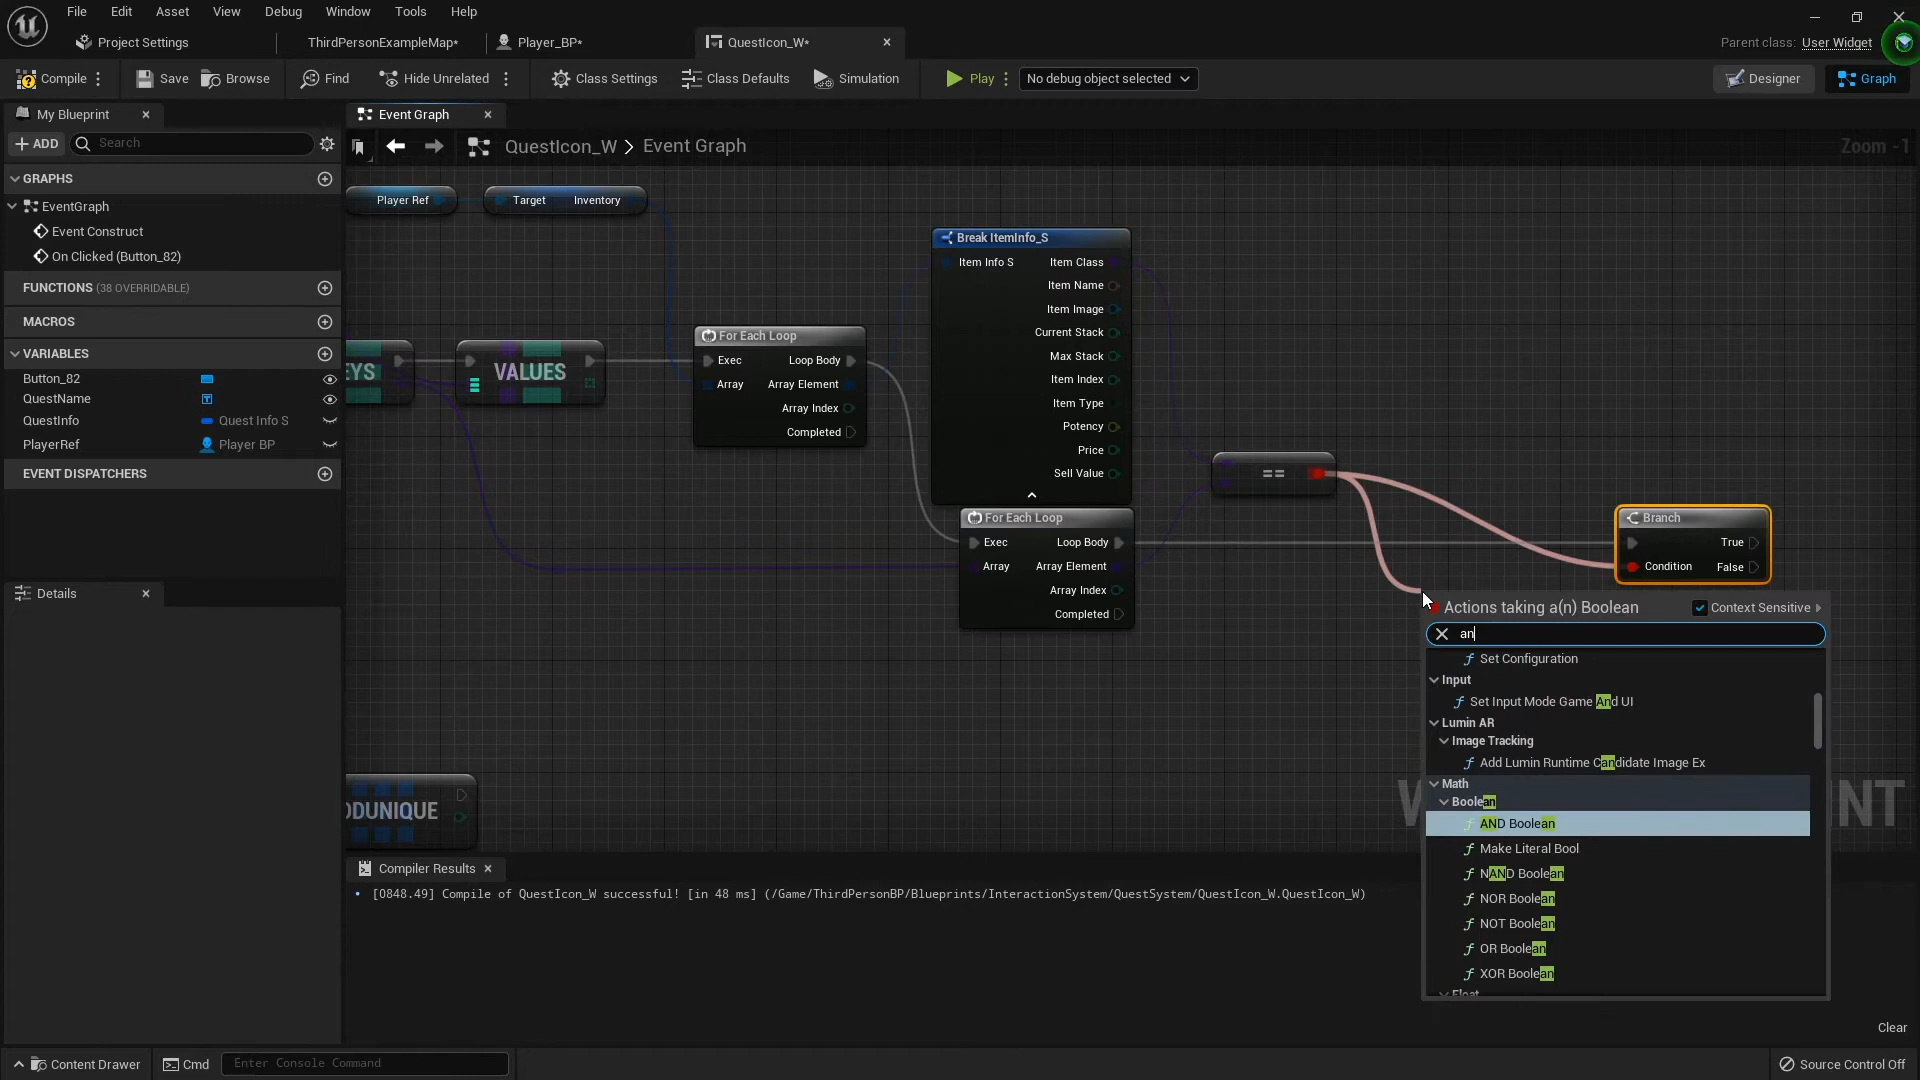 File Edit Asset View Debug Window Tools Help
Project Settings ThirdPersonExampleMap* Player_BP* QuestIcon_W*
Parent class: User Widget
Compile Save Browse Find Hide Unrelated Class Settings Class Defaults Simulation Play No debug object selected Designer Graph
My Blueprint
Event Graph
ADD Search
QuestIcon_W > Event Graph
Zoom -1
GRAPHS
EventGraph
Event Construct
On Clicked (Button_82)
FUNCTIONS (38 OVERRIDABLE)
MACROS
VARIABLES
Button_82
QuestName
QuestInfo Quest Info S
PlayerRef Player BP
EVENT DISPATCHERS
Details
Player Ref
Target Inventory
EYS
VALUES
For Each Loop
Exec Loop Body
Array Array Element
Array Index
Completed
Break ItemInfo_S
Item Info S Item Class
Item Name
Item Image
Current Stack
Max Stack
Item Index
Item Type
Potency
Price
Sell Value
For Each Loop
Exec Loop Body
Array Array Element
Array Index
Completed
==
Branch
True
Condition False
DDUNIQUE
Actions taking a(n) Boolean Context Sensitive
an
Set Configuration
Input
Set Input Mode Game And UI
Lumin AR
Image Tracking
Add Lumin Runtime Candidate Image Ex
Math
Boolean
AND Boolean
Make Literal Bool
NAND Boolean
NOR Boolean
NOT Boolean
OR Boolean
XOR Boolean
Float
W
NT
Compiler Results
[0848.49] Compile of QuestIcon_W successful! [in 48 ms] (/Game/ThirdPersonBP/Blueprints/InteractionSystem/QuestSystem/QuestIcon_W.QuestIcon_W)
Clear
Content Drawer Cmd Enter Console Command Source Control Off